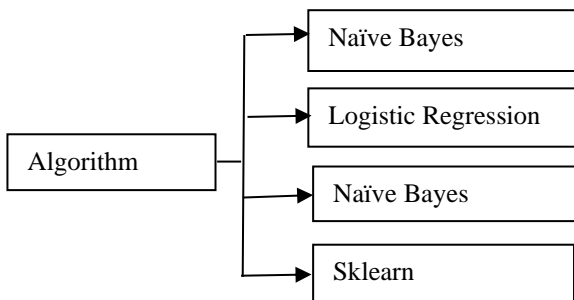 Naïve Bayes
Logistic Regression
Algorithm
Naïve Bayes
Sklearn